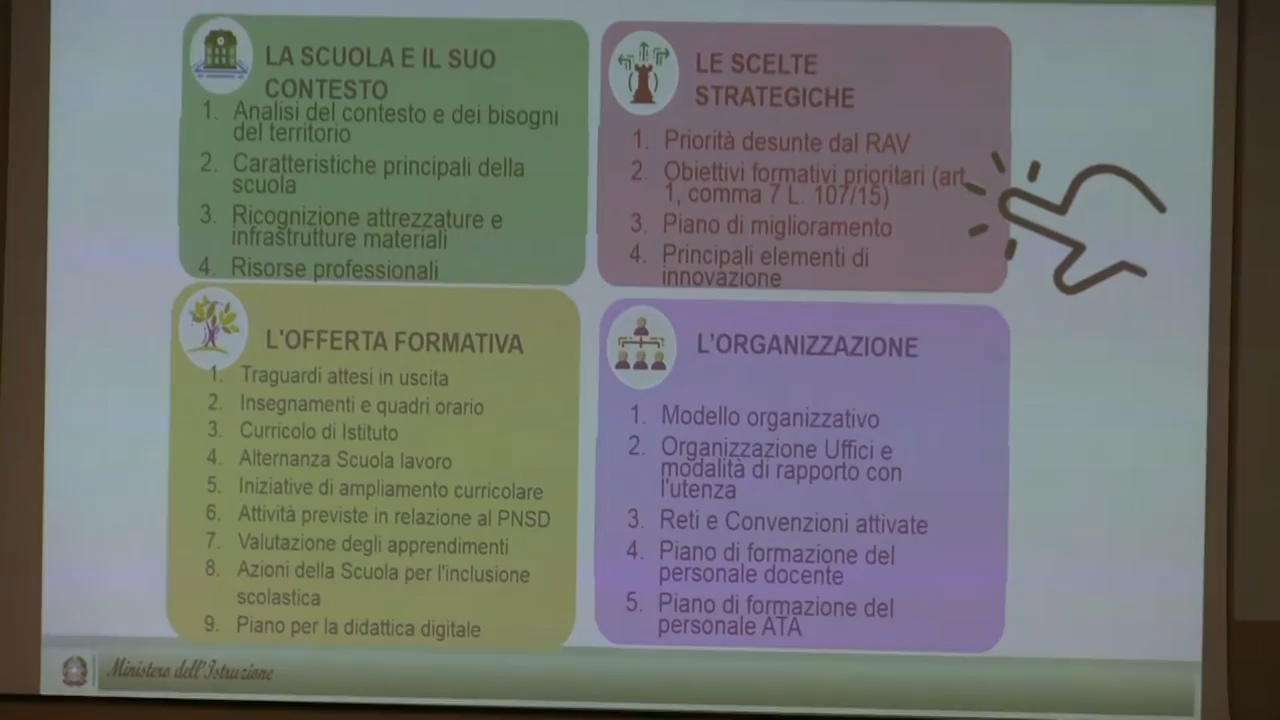 LA SCUOLA E IL SUO
CONTESTO
1. Analisi del contesto e dei bisogni
del territorio
2. Caratteristiche principali della
scuola
3. Ricognizione attrezzature e
infrastrutture materiali
4. Risorse professionali
LE SCELTE
STRATEGICHE
1. Priorità desunte dal RAV
2. Obiettivi formativi prioritari (art.
1, comma 7 L. 107/15)
3. Piano di miglioramento
4. Principali elementi di
innovazione
L'OFFERTA FORMATIVA
1. Traguardi attesi in uscita
2. Insegnamenti e quadri orario
3. Curricolo di Istituto
4. Alternanza Scuola lavoro
5. Iniziative di ampliamento curricolare
6. Attività previste in relazione al PNSD
7. Valutazione degli apprendimenti
8. Azioni della Scuola per l'inclusione
scolastica
9. Piano per la didattica digitale
L'ORGANIZZAZIONE
1. Modello organizzativo
2. Organizzazione Uffici e
modalità di rapporto con
l'utenza
3. Reti e Convenzioni attivate
4. Piano di formazione del
personale docente
5. Piano di formazione del
personale ATA
Ministero dell'Istruzione